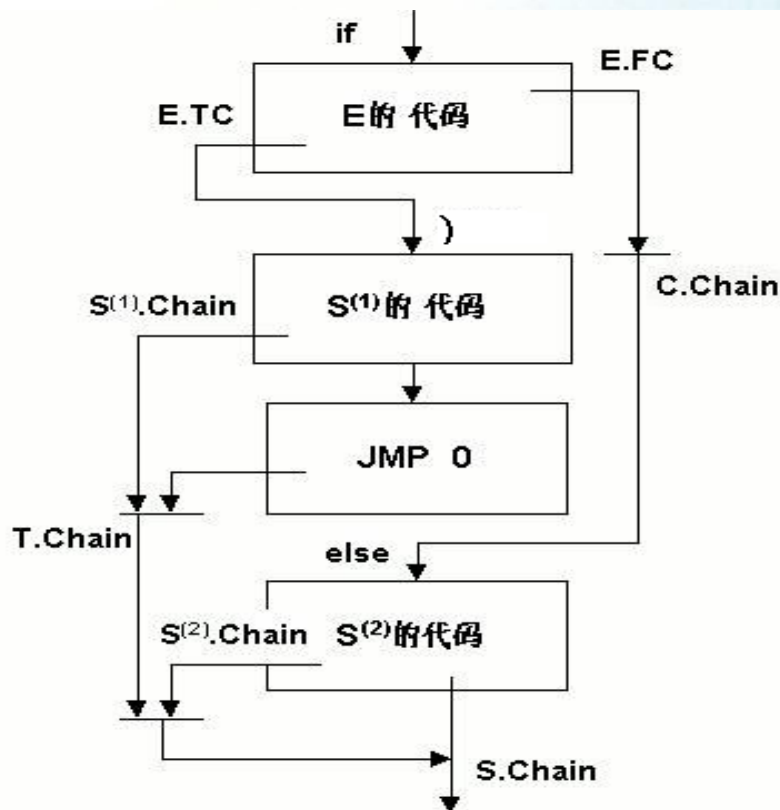 if
E.FC
E.TC
E的 代码
)
S⁽¹⁾.Chain
S⁽¹⁾的 代码
C.Chain
JMP 0
T.Chain
else
S⁽²⁾.Chain
S⁽²⁾的代码
S.Chain